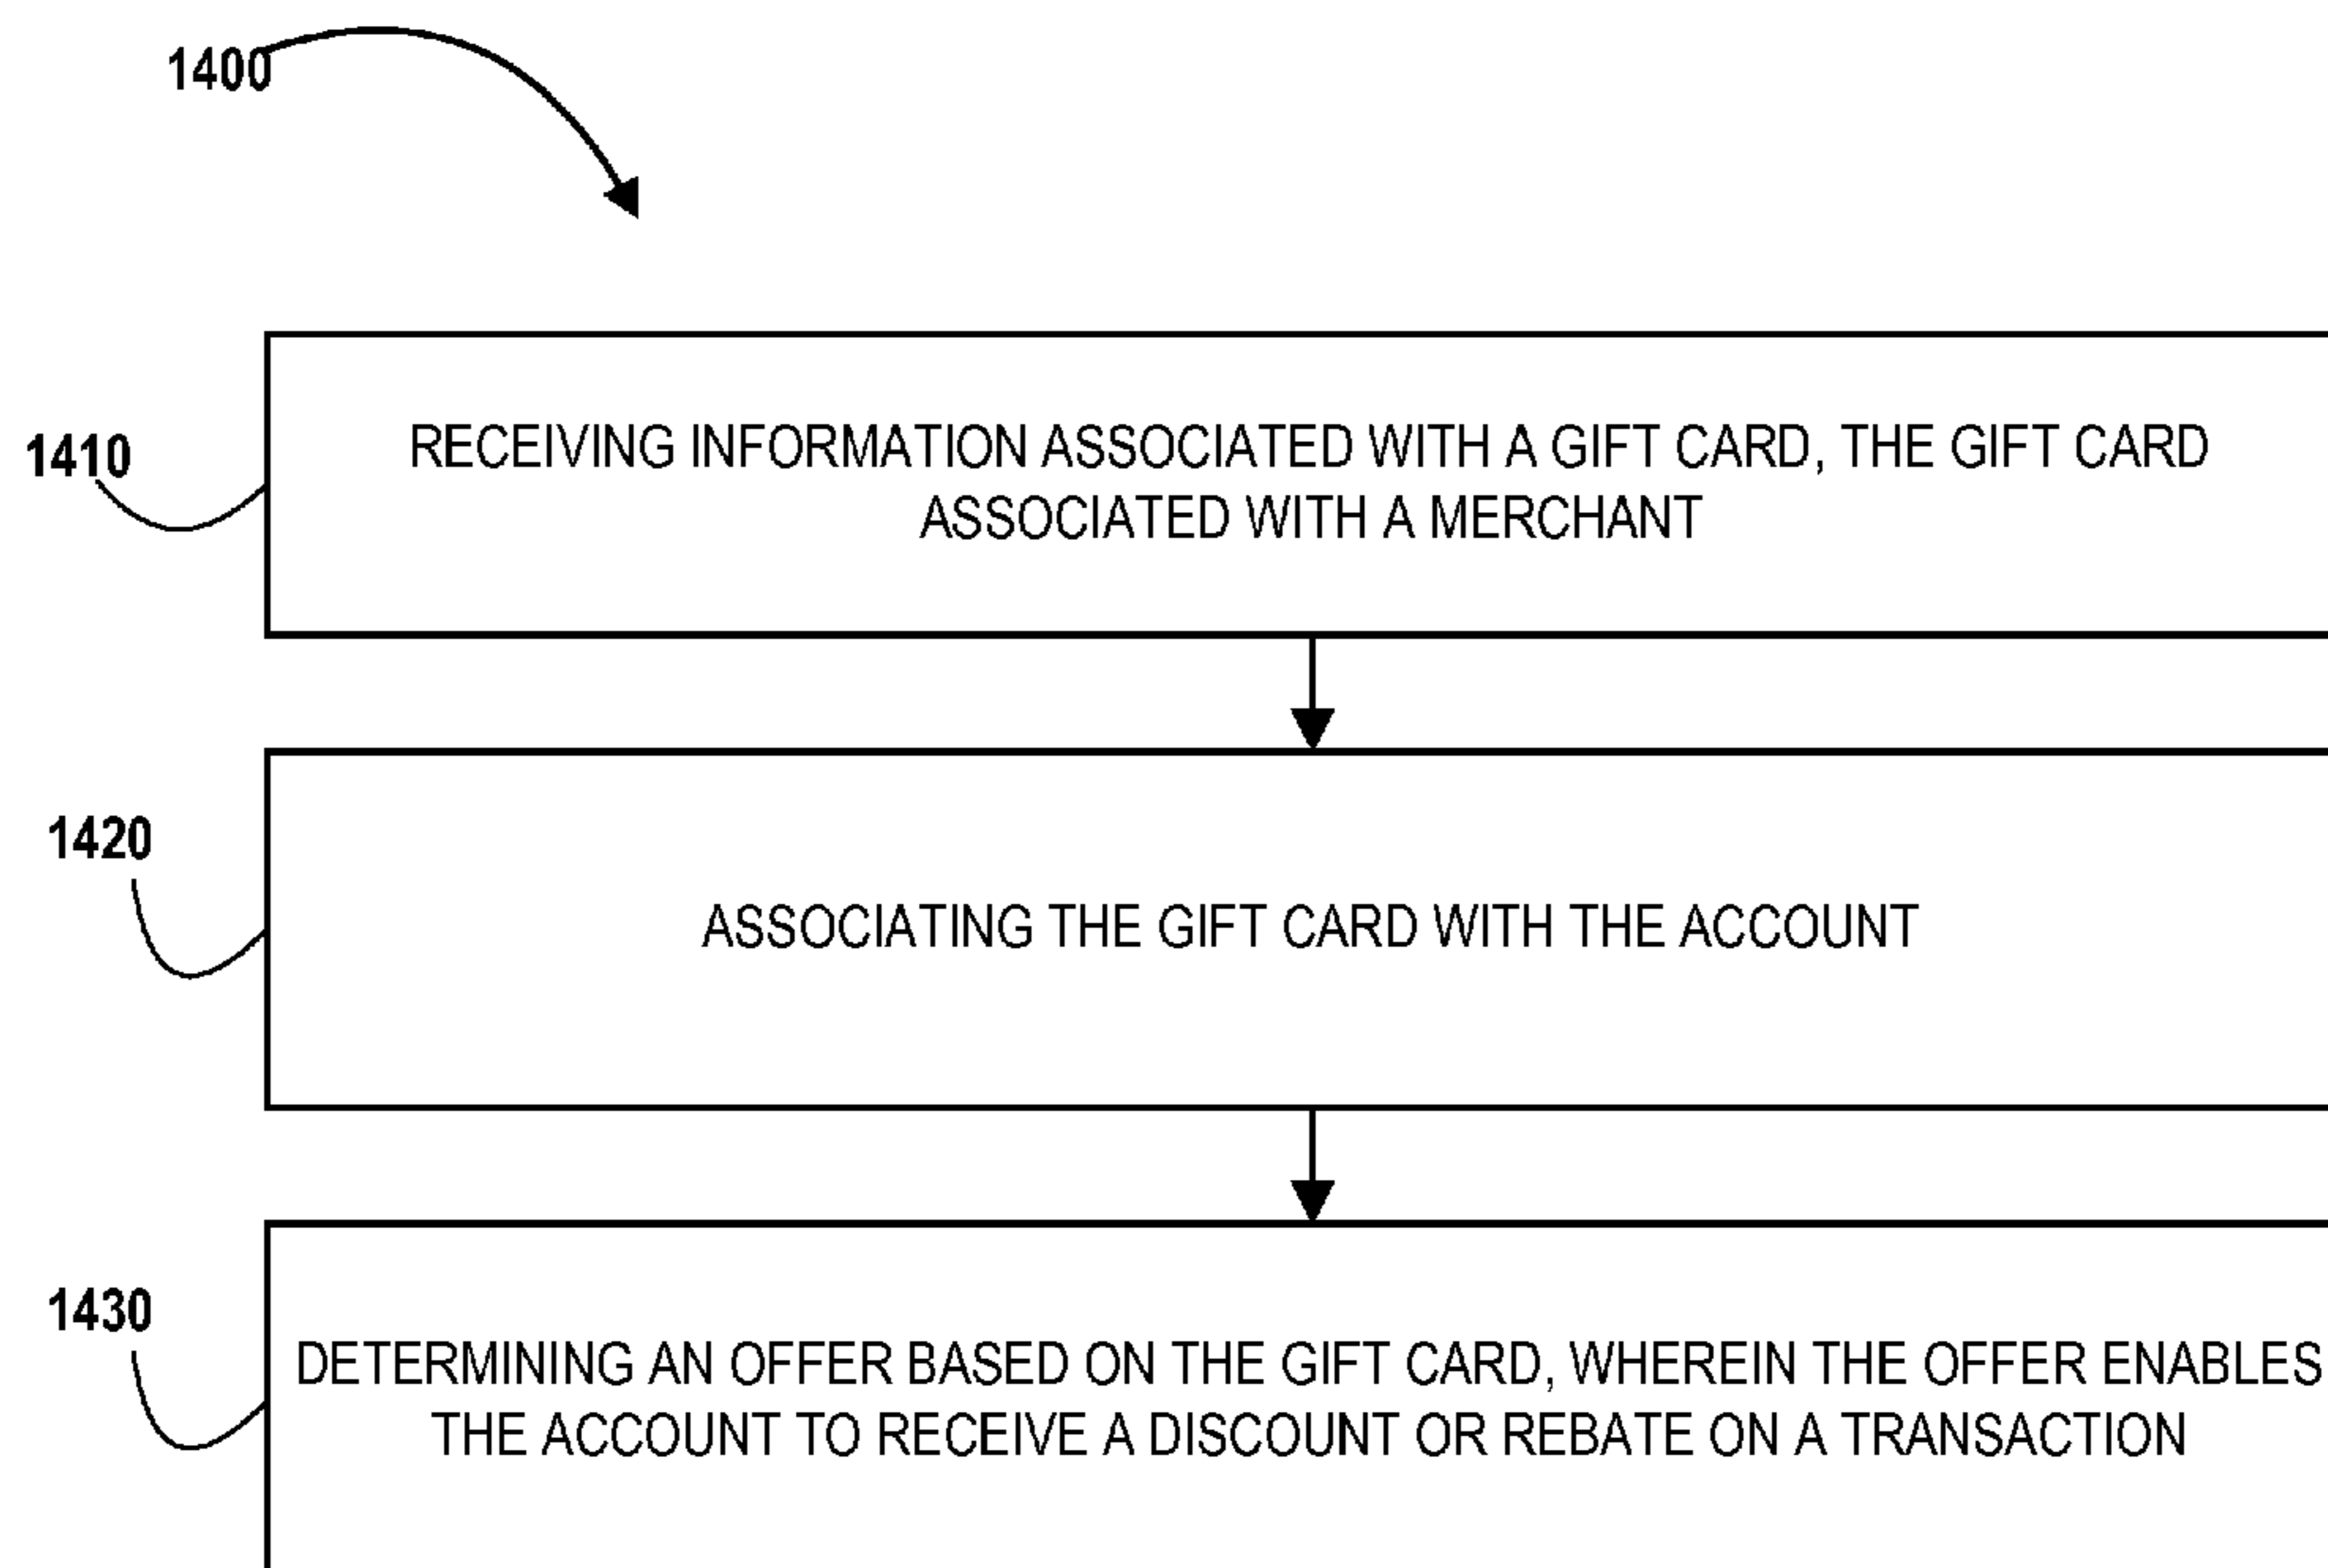 1400
1410
RECEIVING INFORMATION ASSOCIATED WITH A GIFT CARD, THE GIFT CARD
ASSOCIATED WITH A MERCHANT
1420
ASSOCIATING THE GIFT CARD WITH THE ACCOUNT
1430
DETERMINING AN OFFER BASED ON THE GIFT CARD, WHEREIN THE OFFER ENABLES
THE ACCOUNT TO RECEIVE A DISCOUNT OR REBATE ON A TRANSACTION